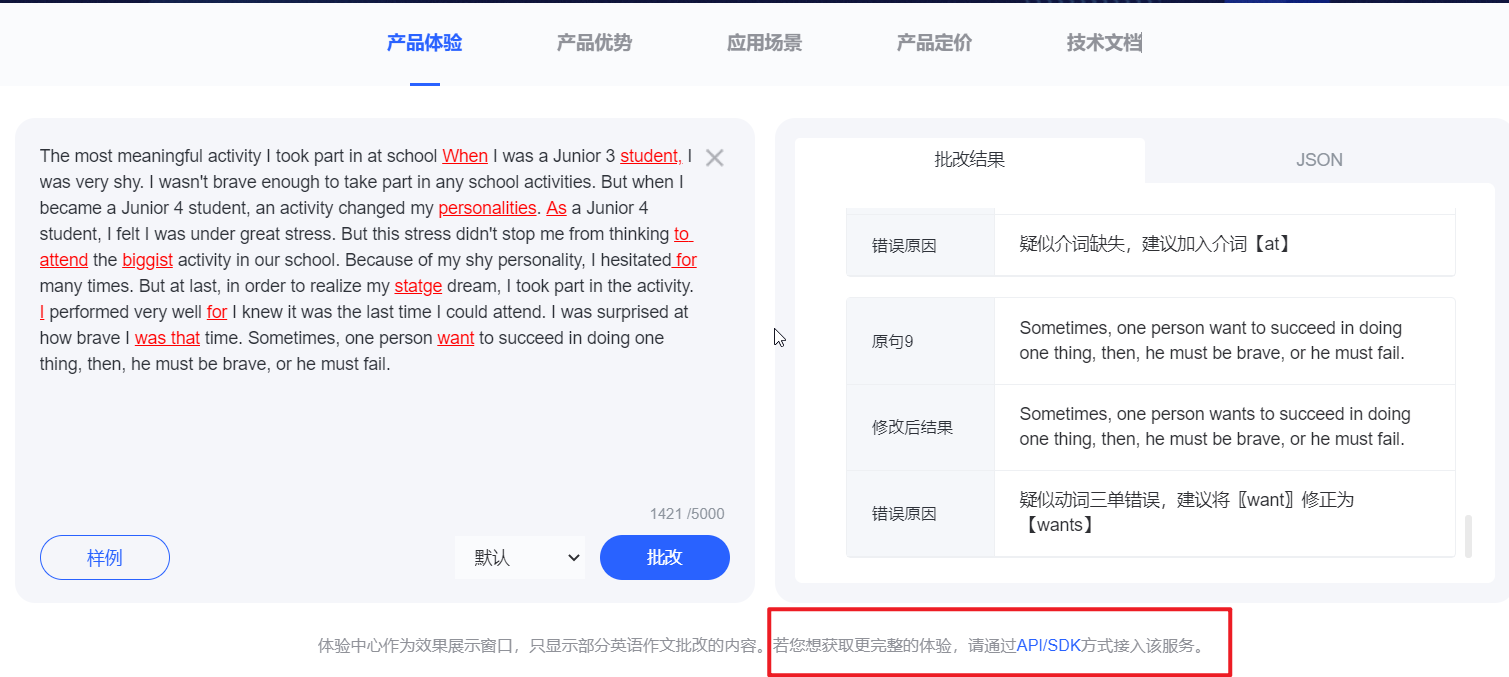 产品体验 产品优势 应用场景 产品定价 技术文档
The most meaningful activity I took part in at school When I was a Junior 3 student, I
was very shy. I wasn't brave enough to take part in any school activities. But when I
became a Junior 4 student, an activity changed my personalities. As a Junior 4
student, I felt I was under great stress. But this stress didn't stop me from thinking to
attend the biggist activity in our school. Because of my shy personality, I hesitated for
many times. But at last, in order to realize my statge dream, I took part in the activity.
I performed very well for I knew it was the last time I could attend. I was surprised at
how brave I was that time. Sometimes, one person want to succeed in doing one
thing, then, he must be brave, or he must fail.
1421 /5000
样例
默认
批改
批改结果
JSON
错误原因
疑似介词缺失，建议加入介词【at】
原句9
Sometimes, one person want to succeed in doing
one thing, then, he must be brave, or he must fail.
修改后结果
Sometimes, one person wants to succeed in doing
one thing, then, he must be brave, or he must fail.
错误原因
疑似动词三单错误，建议将〖want〗修正为
【wants】
体验中心作为效果展示窗口，只显示部分英语作文批改的内容。若您想获取更完整的体验，请通过API/SDK方式接入该服务。